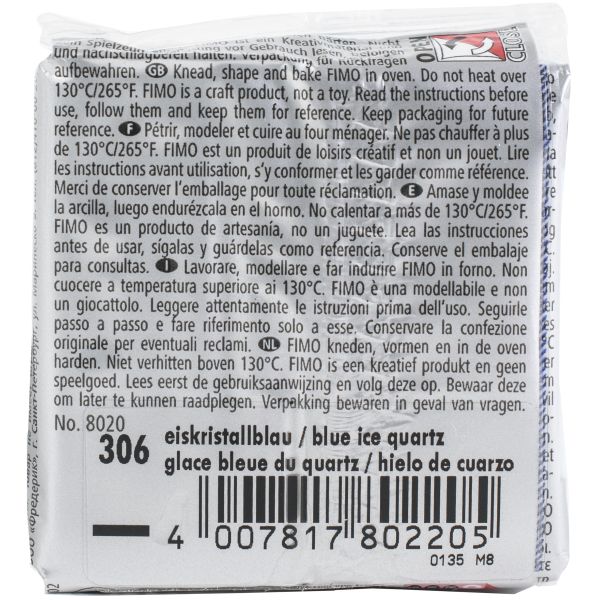 und nachschlagbereit halten. Verpackung für Rückfragen
OPEN
CLOSE
aufbewahren. GB Knead, shape and bake FIMO in oven. Do not heat over
130°C/265°F. FIMO is a craft product, not a toy. Read the instructions before
use, follow them and keep them for reference. Keep packaging for future
reference. F Pétrir, modeler et cuire au four ménager. Ne pas chauffer à plus
de 130°C/265°F. FIMO est un produit de loisirs créatif et non un jouet. Lire
les instructions avant utilisation, s'y conformer et les garder comme référence.
Merci de conserver l'emballage pour toute réclamation. E Amase y moldee
la arcilla, luego endurézcala en el horno. No calentar a más de 130°C/265°F.
FIMO es un producto de artesanía, no un juguete. Lea las instrucciones
antes de usar, sígalas y guárdelas como referencia. Conserve el embalaje
para consultas. I Lavorare, modellare e far indurire FIMO in forno. Non
cuocere a temperatura superiore ai 130°C. FIMO è una modellabile e non
un giocattolo. Leggere attentamente le istruzioni prima dell'uso. Seguirle
passo a passo e fare riferimento solo a esse. Conservare la confezione
originale per eventuali reclami. NL FIMO kneden, vormen en in de oven
harden. Niet verhitten boven 130°C. FIMO is een kreatief produkt en geen
speelgoed. Lees eerst de gebruiksaanwijzing en volg deze op. Bewaar deze
om later te kunnen raadplegen. Verpakking bewaren in geval van vragen.
No. 8020
306 eiskristallblau / blue ice quartz
glace bleue du quartz / hielo de cuarzo
4 007817 802205
0135 M8